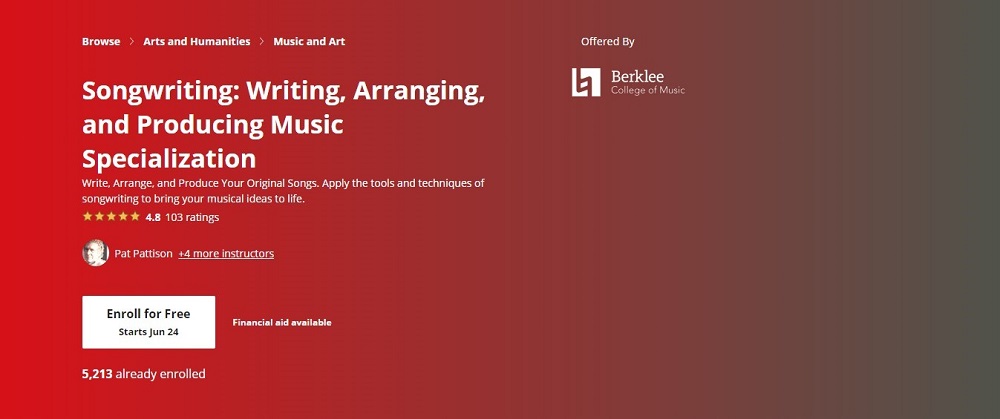 Browse > Arts and Humanities > Music and Art
Songwriting: Writing, Arranging,
and Producing Music
Specialization
Write, Arrange, and Produce Your Original Songs. Apply the tools and techniques of
songwriting to bring your musical ideas to life.
4.8 103 ratings
Pat Pattison +4 more instructors
Enroll for Free
Starts Jun 24
Financial aid available
5,213 already enrolled
Offered By
Berklee
College of Music